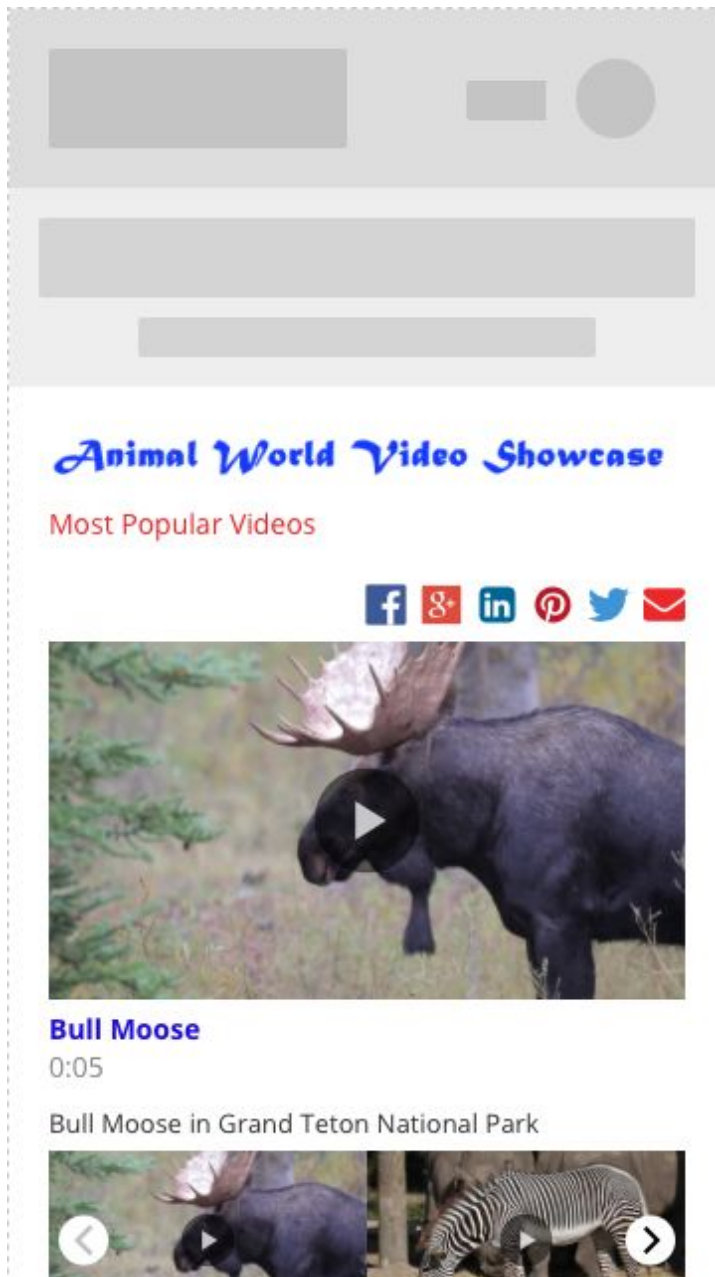 Animal World Video Showcase
Most Popular Videos
Bull Moose
0:05
Bull Moose in Grand Teton National Park